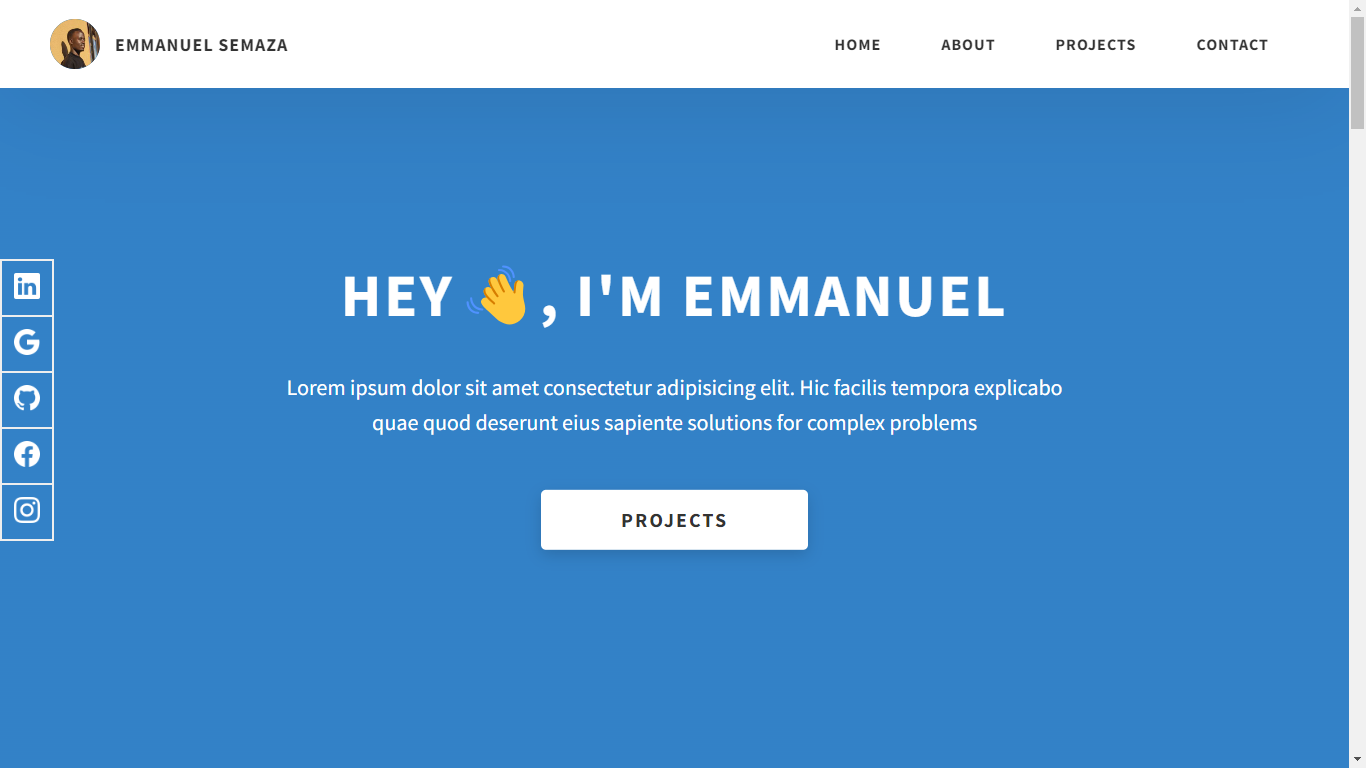 EMMANUEL SEMAZA
HOME ABOUT PROJECTS CONTACT
HEY 👋, I'M EMMANUEL
Lorem ipsum dolor sit amet consectetur adipisicing elit. Hic facilis tempora explicabo
quae quod deserunt eius sapiente solutions for complex problems
PROJECTS